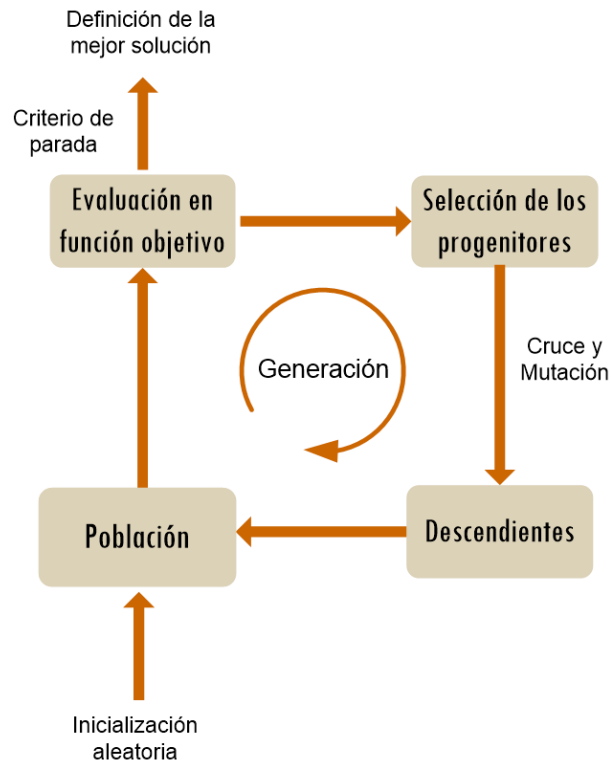 Definición de la
mejor solución
Criterio de
parada
Evaluación en
función objetivo
Selección de los
progenitores
Cruce y
Mutación
Generación
Población
Descendientes
Inicialización
aleatoria